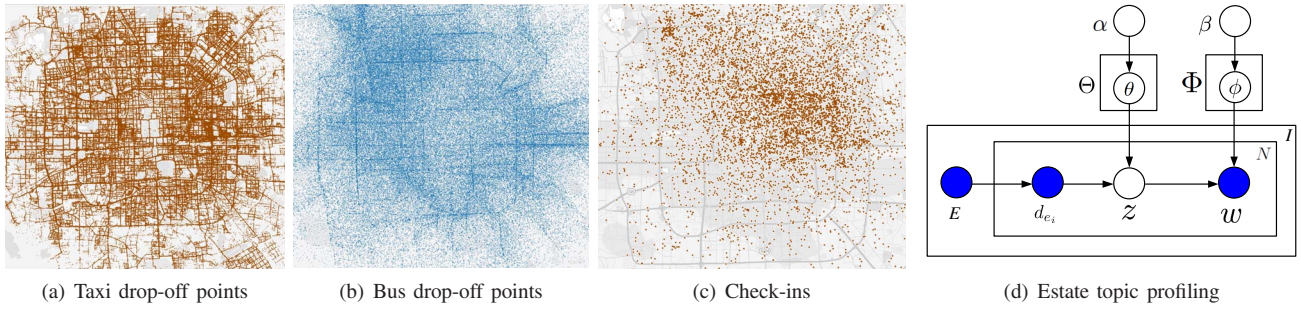 α
β
Θ
θ
Φ
ϕ
I
N
E
d_{e_i}
z
w
(a) Taxi drop-off points
(b) Bus drop-off points
(c) Check-ins
(d) Estate topic profiling